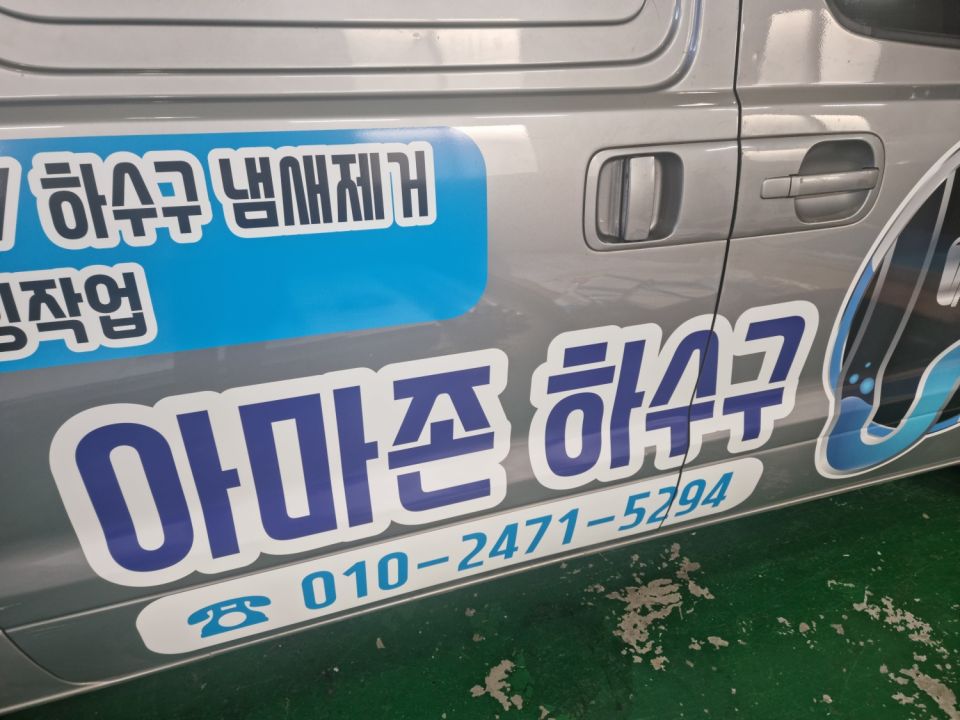 하수구 냄새제거
작업
아마존 하수구
☎ 010-2471-5294